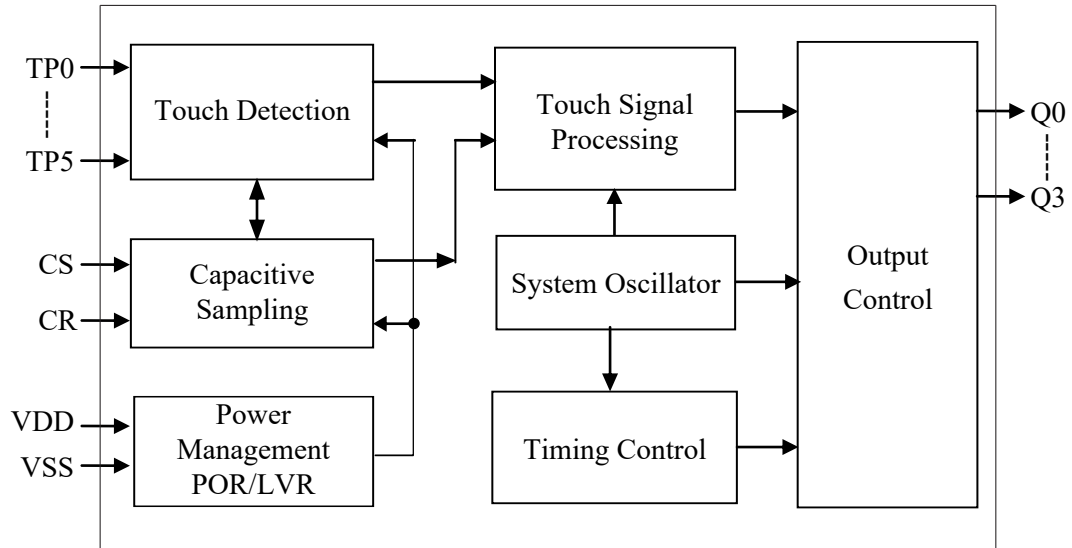 TP0
TP5
Touch Detection
Touch Signal
Processing
Q0
Q3
CS
CR
Capacitive
Sampling
System Oscillator
Output
Control
VDD
VSS
Power
Management
POR/LVR
Timing Control